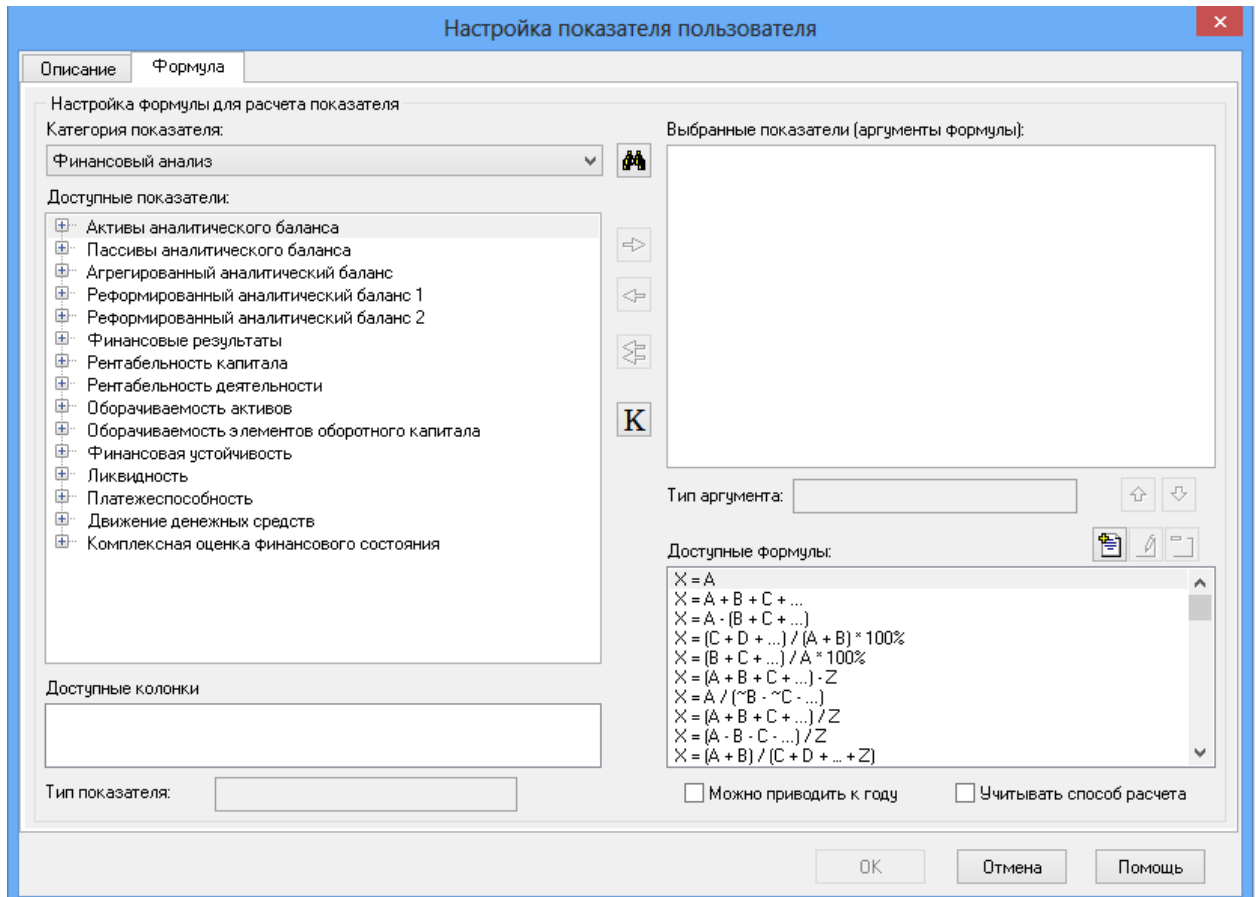 Настройка показателя пользователя
Описание
Формула
Настройка формулы для расчета показателя
Категория показателя:
Финансовый анализ
Доступные показатели:
Активы аналитического баланса
Пассивы аналитического баланса
Агрегированный аналитический баланс
Реформированный аналитический баланс 1
Реформированный аналитический баланс 2
Финансовые результаты
Рентабельность капитала
Рентабельность деятельности
Оборачиваемость активов
Оборачиваемость элементов оборотного капитала
Финансовая устойчивость
Ликвидность
Платежеспособность
Движение денежных средств
Комплексная оценка финансового состояния
Доступные колонки
Тип показателя:
K
Выбранные показатели (аргументы формулы):
Тип аргумента:
Доступные формулы:
X = A
X = A + B + C + ...
X = A - (B + C + ...)
X = (C + D + ...) / (A + B) * 100%
X = (B + C + ...) / A * 100%
X = (A + B + C + ...) - Z
X = A / (~B - ~C - ...)
X = (A + B + C + ...) / Z
X = (A - B - C - ...) / Z
X = (A + B) / (C + D + ... + Z)
Можно приводить к году
Учитывать способ расчета
OK
Отмена
Помощь